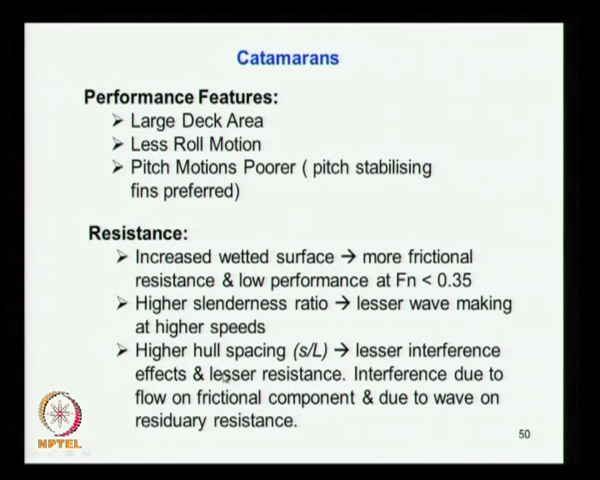 Catamarans
Performance Features:
➢ Large Deck Area
➢ Less Roll Motion
➢ Pitch Motions Poorer ( pitch stabilising
fins preferred)
Resistance:
➢ Increased wetted surface → more frictional
resistance & low performance at Fn < 0.35
➢ Higher slenderness ratio → lesser wave making
at higher speeds
➢ Higher hull spacing (s/L) → lesser interference
effects & lesser resistance. Interference due to
flow on frictional component & due to wave on
residuary resistance.
NPTEL
50